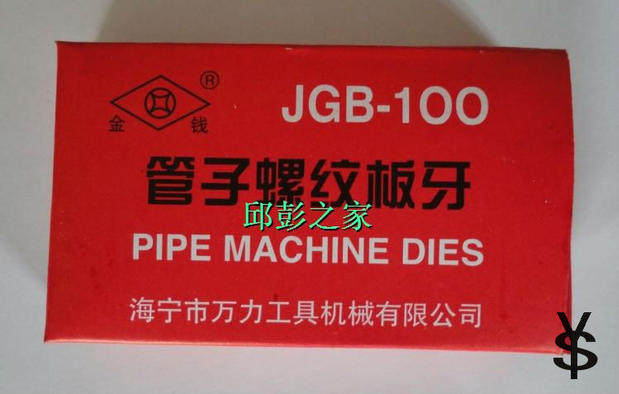 ®
JGB-100
金 钱
管子螺纹板牙
邱彭之家
PIPE MACHINE DIES
海宁市万力工具机械有限公司
¥S